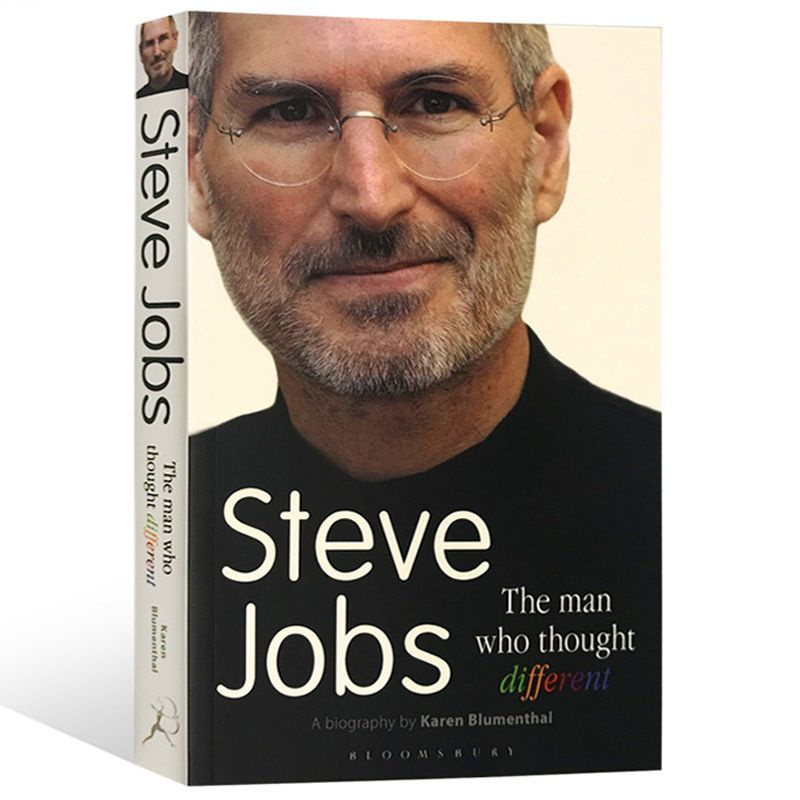 Steve Jobs
The man who
thought different
Karen
Blumenthal
Steve
Jobs
The man
who thought
different
A biography by Karen Blumenthal
BLOOMSBURY